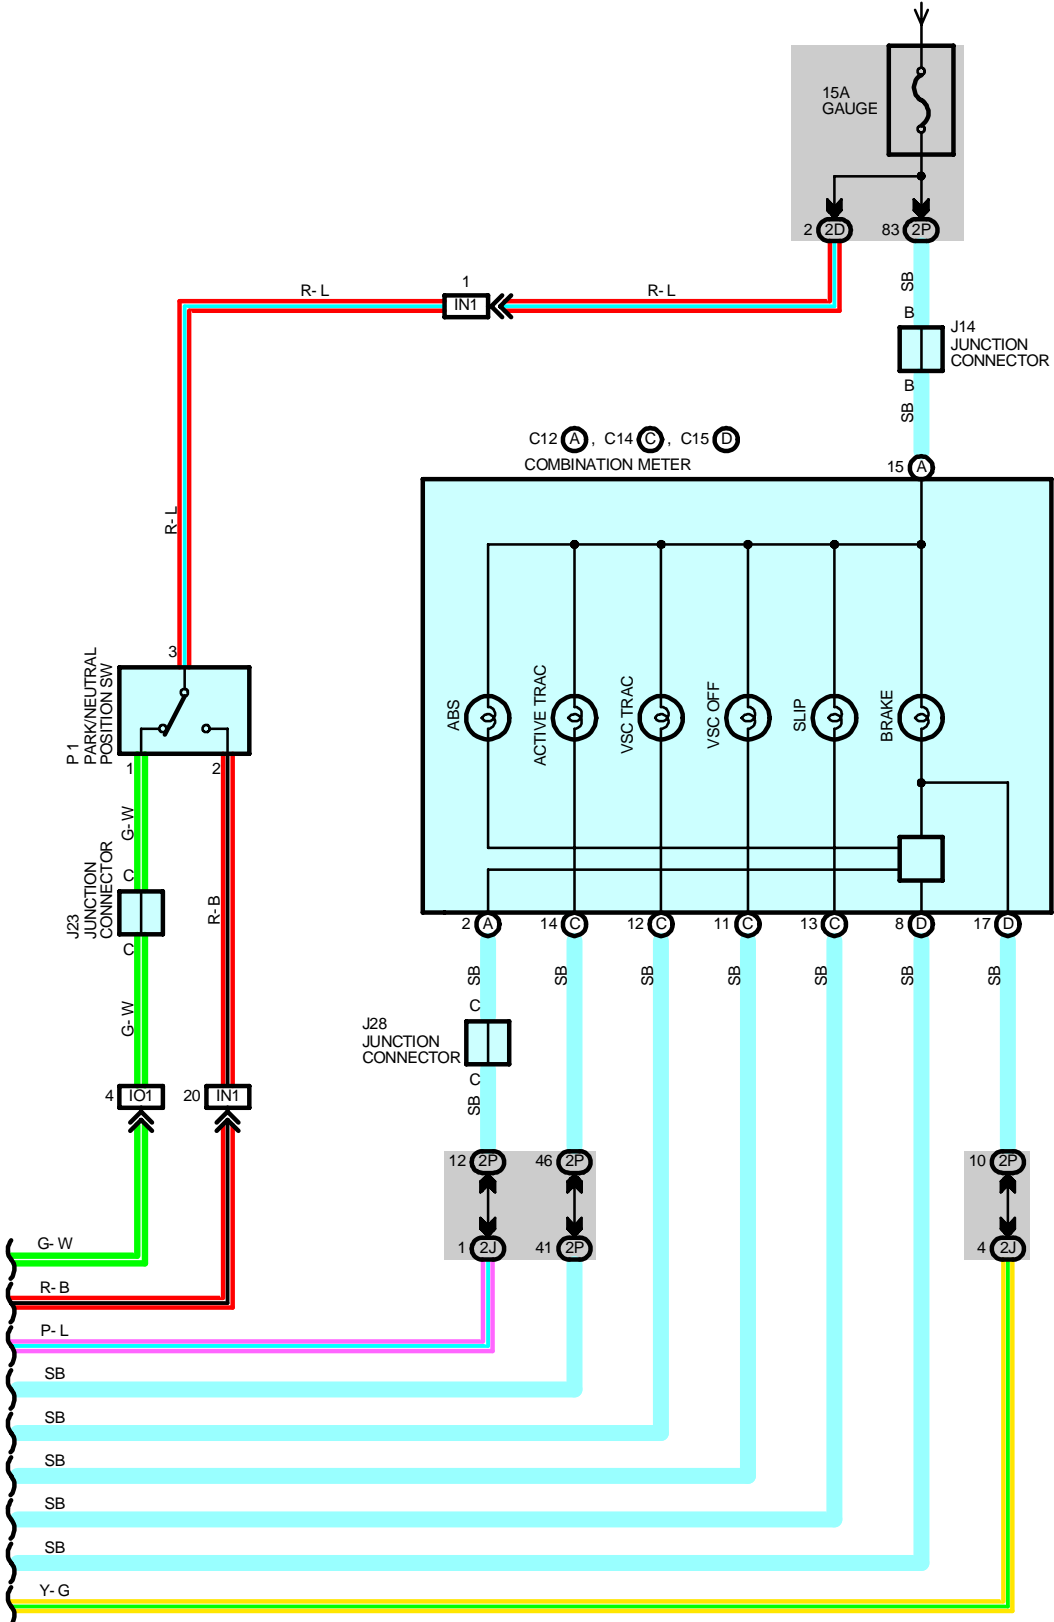 15A
GAUGE
2 2D
83 2P
SB
B
J14
JUNCTION
CONNECTOR
B
SB
1
R-L
IN1
R-L
R-L
C12 A, C14 C, C15 D
COMBINATION METER
15 A
3
P1
PARK/NEUTRAL
POSITION SW
1
2
ABS
ACTIVE TRAC
VSC TRAC
VSC OFF
SLIP
BRAKE
G-W
C
J23
JUNCTION
CONNECTOR
C
R-B
G-W
2 A
14 C
12 C
11 C
13 C
8 D
17 D
SB
SB
SB
SB
SB
SB
SB
C
J28
JUNCTION
CONNECTOR
C
SB
4 IO1
20 IN1
12 2P
46 2P
10 2P
1 2J
41 2P
4 2J
G-W
R-B
P-L
SB
SB
SB
SB
SB
Y-G